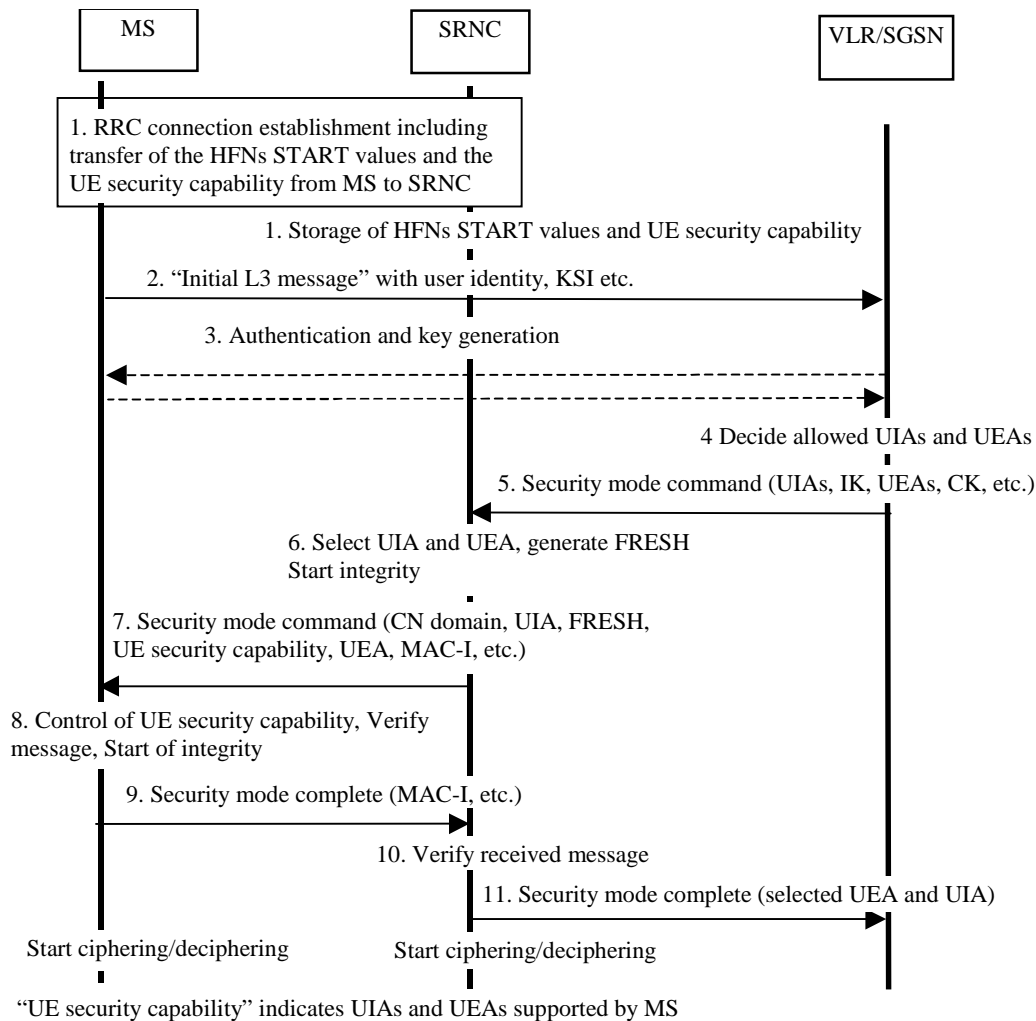 MS
SRNC
VLR/SGSN
1. RRC connection establishment including
transfer of the HFNs START values and the
UE security capability from MS to SRNC
1. Storage of HFNs START values and UE security capability
2. “Initial L3 message” with user identity, KSI etc.
3. Authentication and key generation
4 Decide allowed UIAs and UEAs
5. Security mode command (UIAs, IK, UEAs, CK, etc.)
6. Select UIA and UEA, generate FRESH
Start integrity
7. Security mode command (CN domain, UIA, FRESH,
UE security capability, UEA, MAC-I, etc.)
8. Control of UE security capability, Verify
message, Start of integrity
9. Security mode complete (MAC-I, etc.)
10. Verify received message
11. Security mode complete (selected UEA and UIA)
Start ciphering/deciphering
Start ciphering/deciphering
“UE security capability” indicates UIAs and UEAs supported by MS